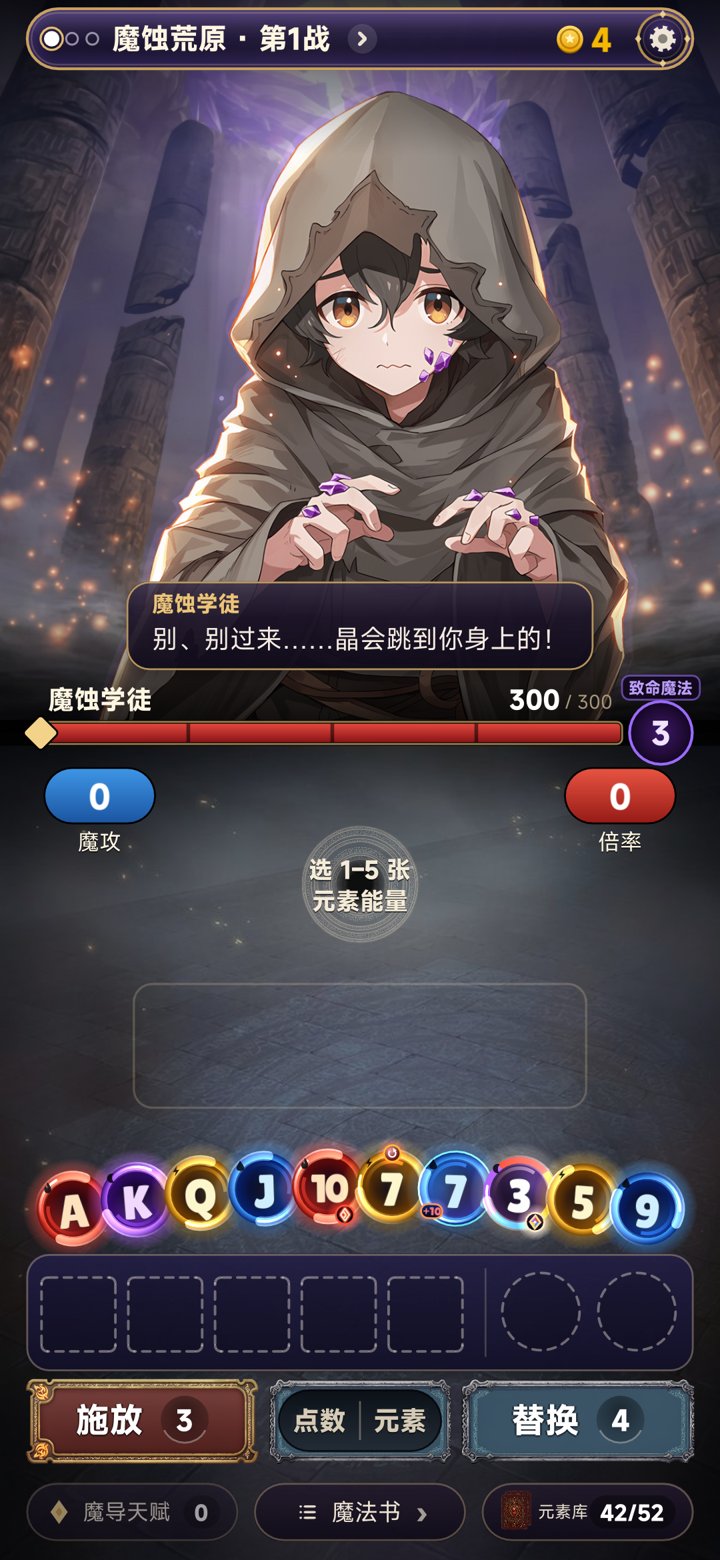 魔蚀荒原 · 第1战
4
魔蚀学徒
别、别过来……晶会跳到你身上的！
魔蚀学徒
300 / 300
致命魔法
3
0
魔攻
0
倍率
选 1-5 张
元素能量
A K Q J 10 7 7 3 5 9
+10
施放 3
点数 | 元素
替换 4
魔导天赋 0
魔法书
元素库 42/52